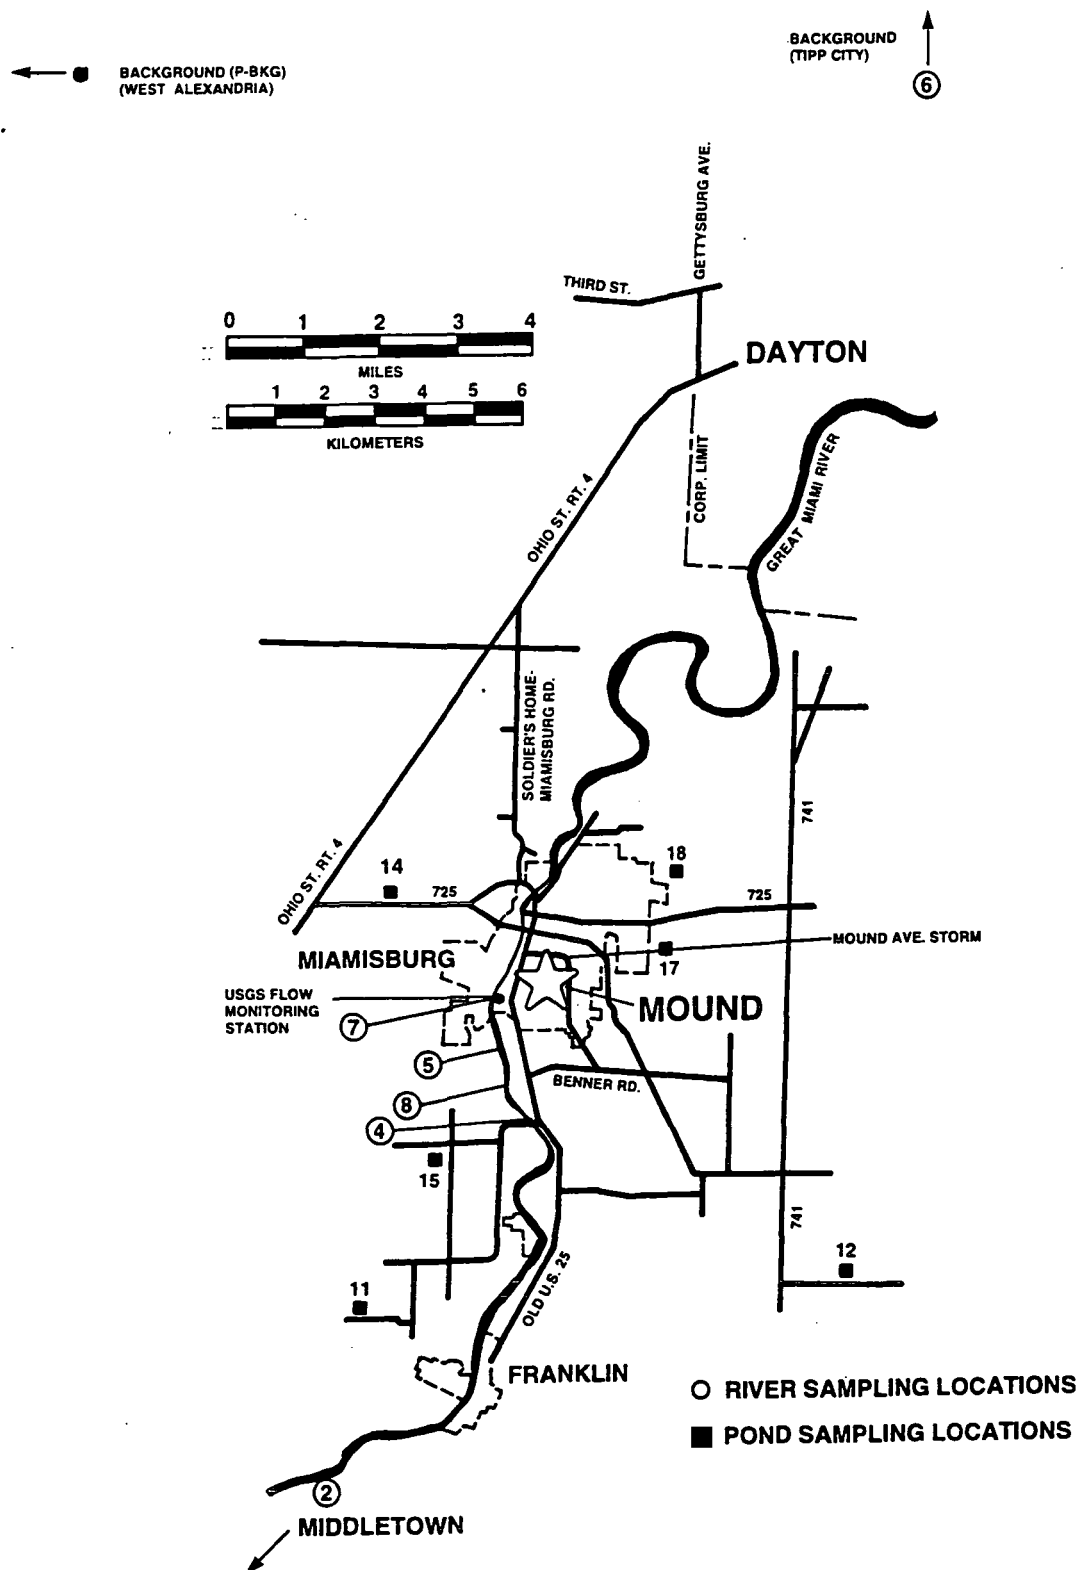 BACKGROUND
(TIPP CITY)
6
BACKGROUND (P-BKG)
(WEST ALEXANDRIA)
GETTYSBURG AVE.
THIRD ST.
0 1 2 3 4
MILES
DAYTON
1 2 3 4 5 6
KILOMETERS
CORP. LIMIT
GREAT MIAMI RIVER
OHIO ST. RT. 4
SOLDIER'S HOME-
MIAMISBURG RD.
741
OHIO ST. RT. 4
14
725
18
725
MIAMISBURG
17
MOUND AVE. STORM
USGS FLOW
MONITORING
STATION
MOUND
7
5
BENNER RD.
8
4
15
741
12
11
OLD U.S. 25
FRANKLIN
RIVER SAMPLING LOCATIONS
POND SAMPLING LOCATIONS
2
MIDDLETOWN